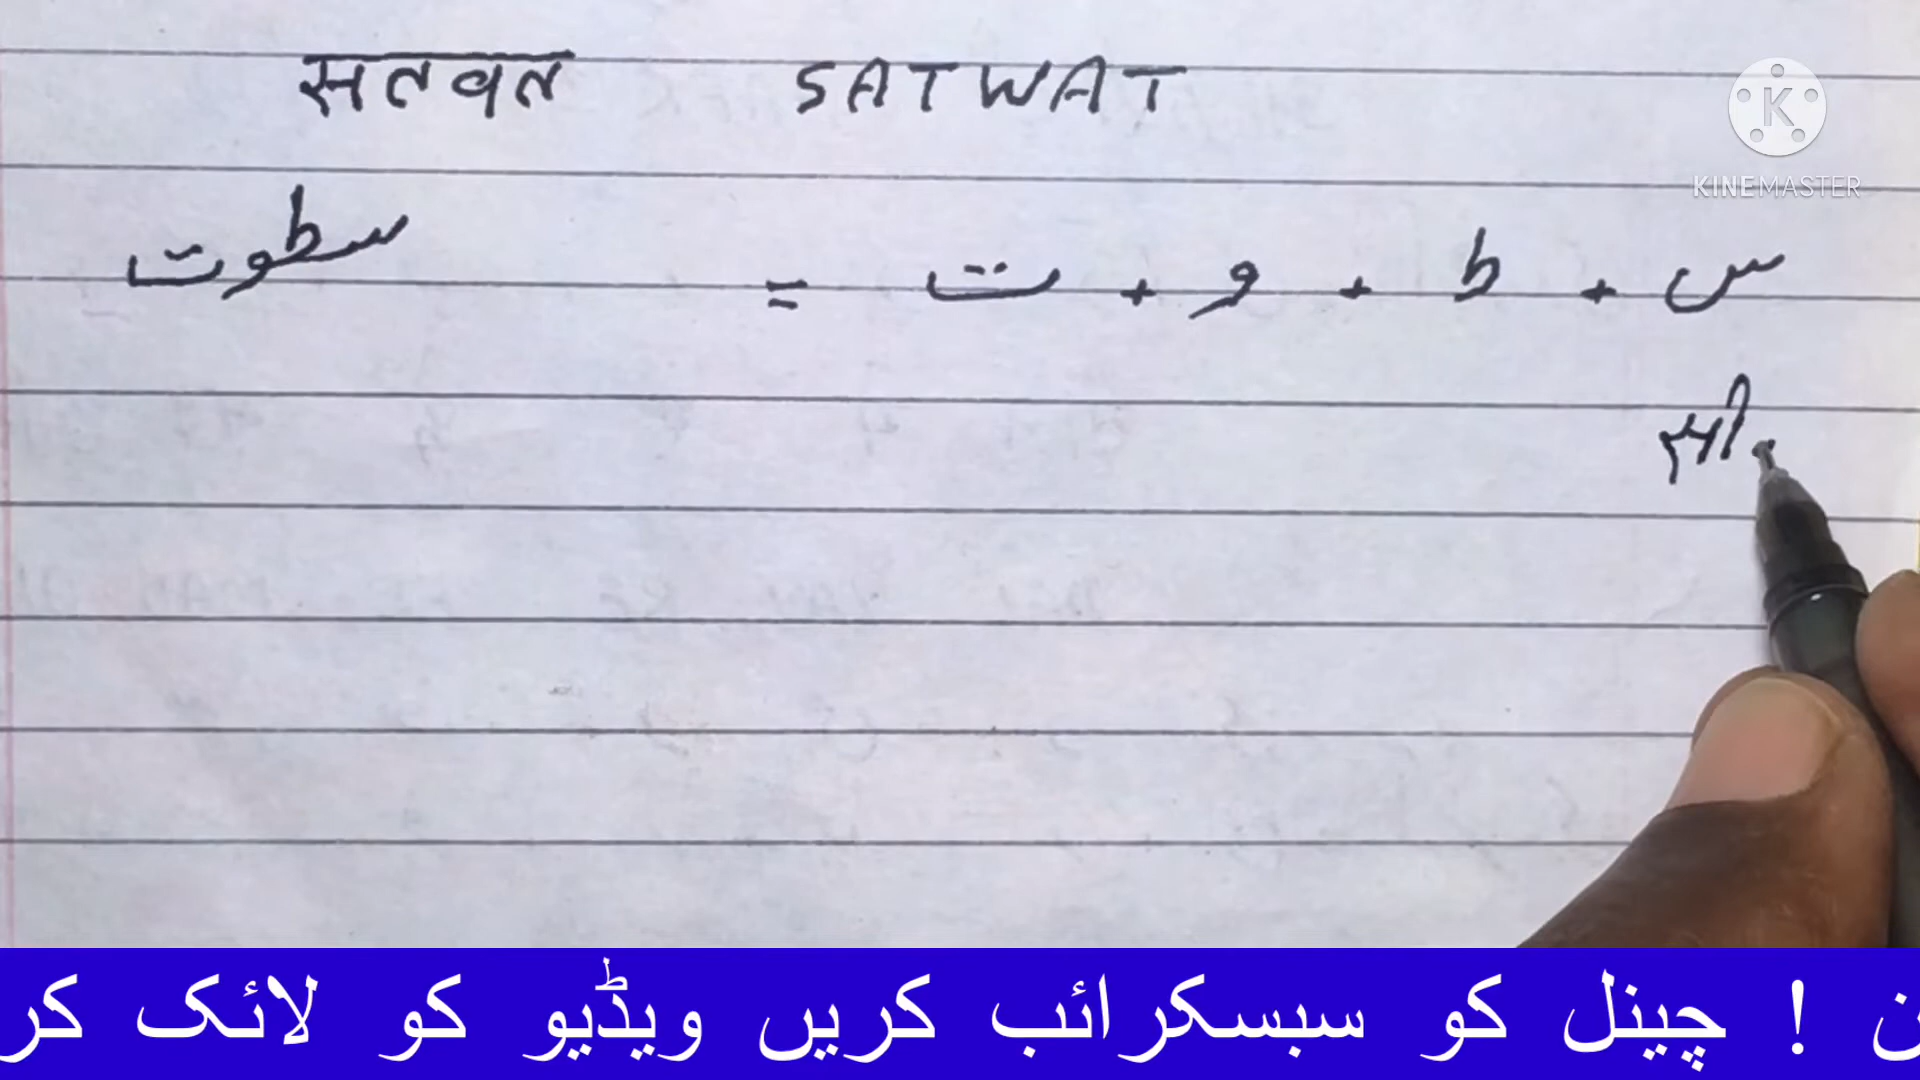 सतवत SATWAT
K
KINEMASTER
س + ط + و + ت = سطوت
सी
ن ! چینل کو سبسکرائب کریں ویڈیو کو لائک کر